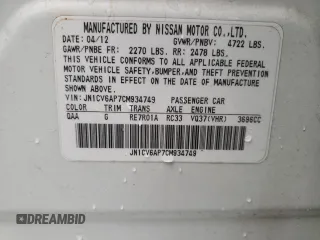 MANUFACTURED BY NISSAN MOTOR CO.,LTD.
DATE: 04/12 GVWR/PNBV: 4722 LBS.
GAWR/PNBE FR: 2270 LBS. RR: 2478 LBS.
THIS VEHICLE CONFORMS TO ALL APPLICABLE FEDERAL
MOTOR VEHICLE SAFETY,BUMPER,AND THEFT PREVENTION
STANDARDS IN EFFECT ON THE DATE OF MANUFACTURE
SHOWN ABOVE.
VIN: JN1CV6AP7CM934749 PASSENGER CAR
COLOR TRIM TRANS AXLE ENGINE
QAA G RE7R01A RC33 VQ37(VHR) 3696CC
JN1CV6AP7CM934749
DREAMBID